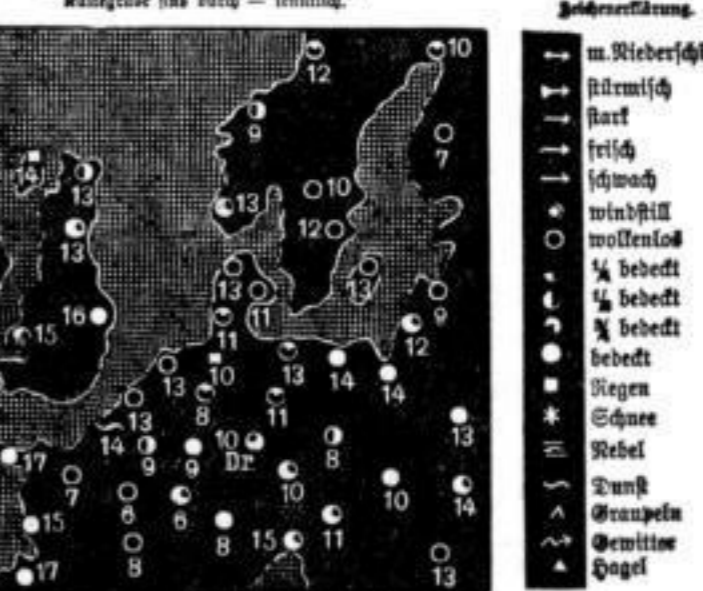 Zeichenerklärung.
m. Niederschl
stürmisch
stark
frisch
schwach
windstill
wolkenlos
¼ bedeckt
½ bedeckt
¾ bedeckt
bedeckt
Regen
Schnee
Nebel
Dunst
Graupeln
Gewitter
Hagel
12
10
9
7
14
13
13
10
13
12
13
13
11
9
16
15
11
12
13
10
13
14
14
13
8
11
14
13
17
9
9
10
8
Dr
7
10
10
14
6
6
15
8
11
15
8
13
17